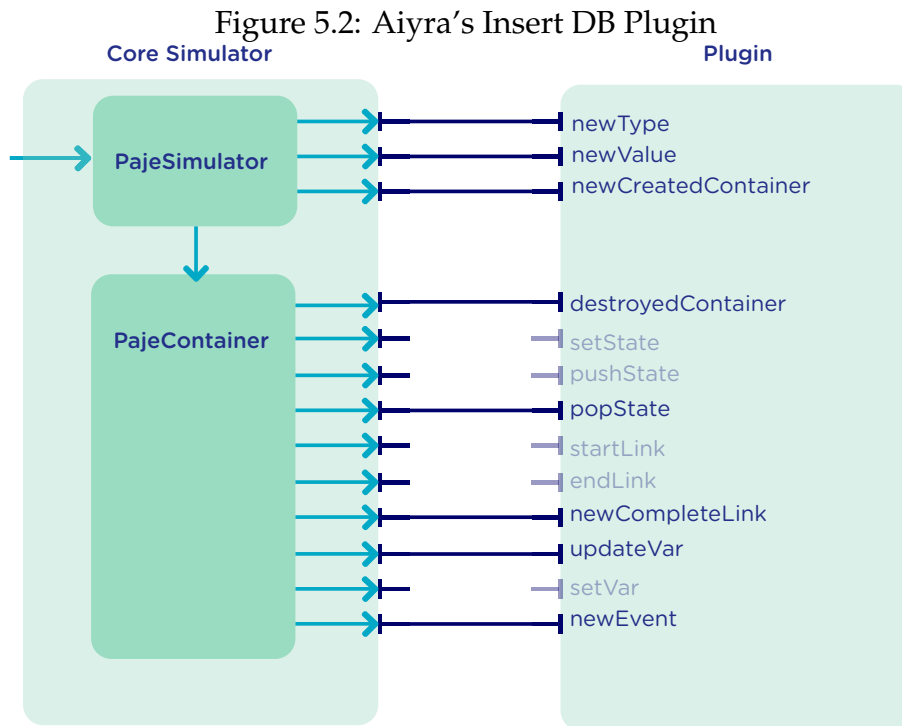 Figure 5.2: Aiyra's Insert DB Plugin
Core Simulator
Plugin
PajeSimulator
newType
newValue
newCreatedContainer
PajeContainer
destroyedContainer
setState
pushState
popState
startLink
endLink
newCompleteLink
updateVar
setVar
newEvent